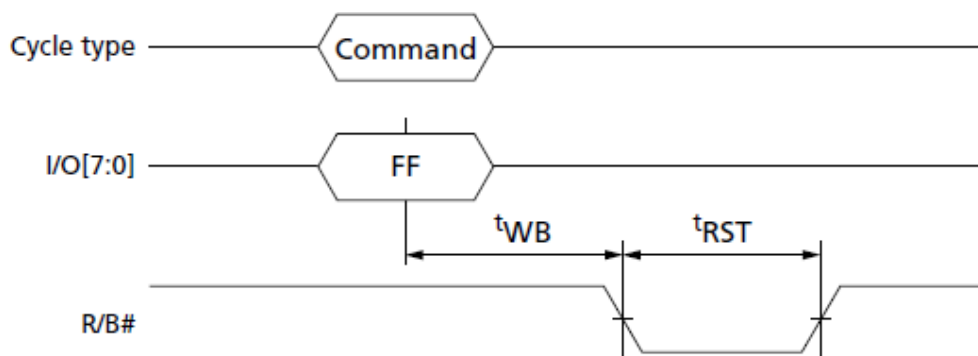 Cycle type
Command
I/O[7:0]
FF
tWB
tRST
R/B#